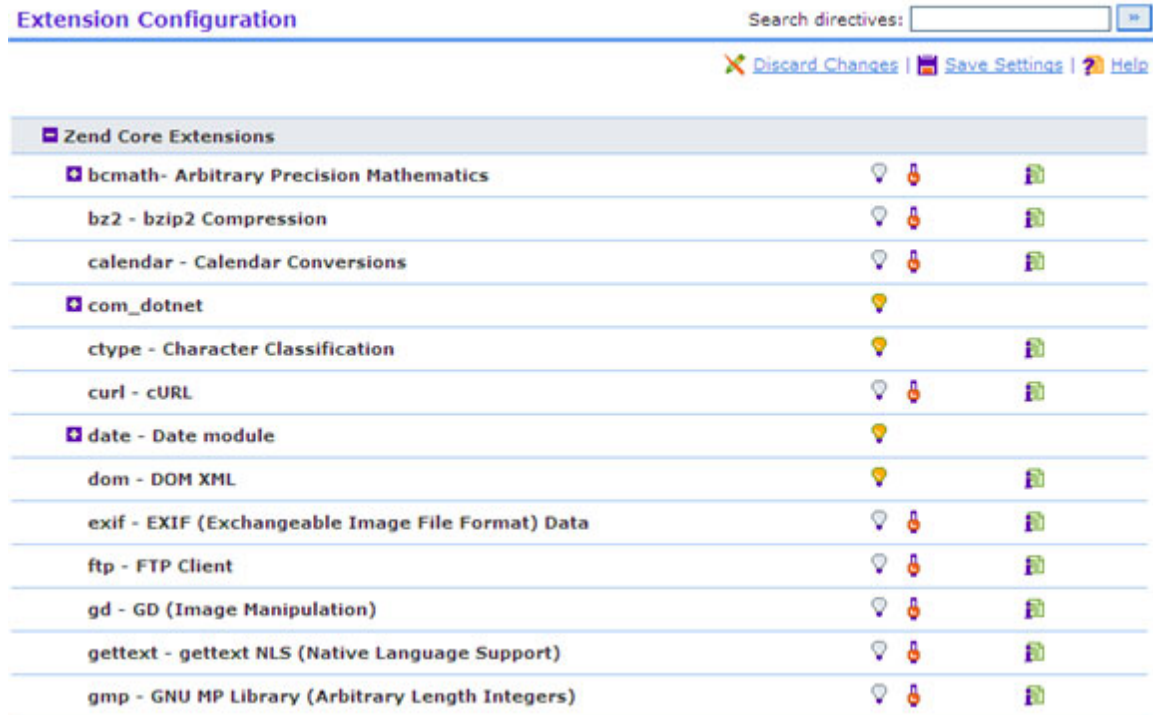 Extension Configuration
Search directives:
Discard Changes | Save Settings | Help
Zend Core Extensions
bcmath- Arbitrary Precision Mathematics
bz2 - bzip2 Compression
calendar - Calendar Conversions
com_dotnet
ctype - Character Classification
curl - cURL
date - Date module
dom - DOM XML
exif - EXIF (Exchangeable Image File Format) Data
ftp - FTP Client
gd - GD (Image Manipulation)
gettext - gettext NLS (Native Language Support)
gmp - GNU MP Library (Arbitrary Length Integers)